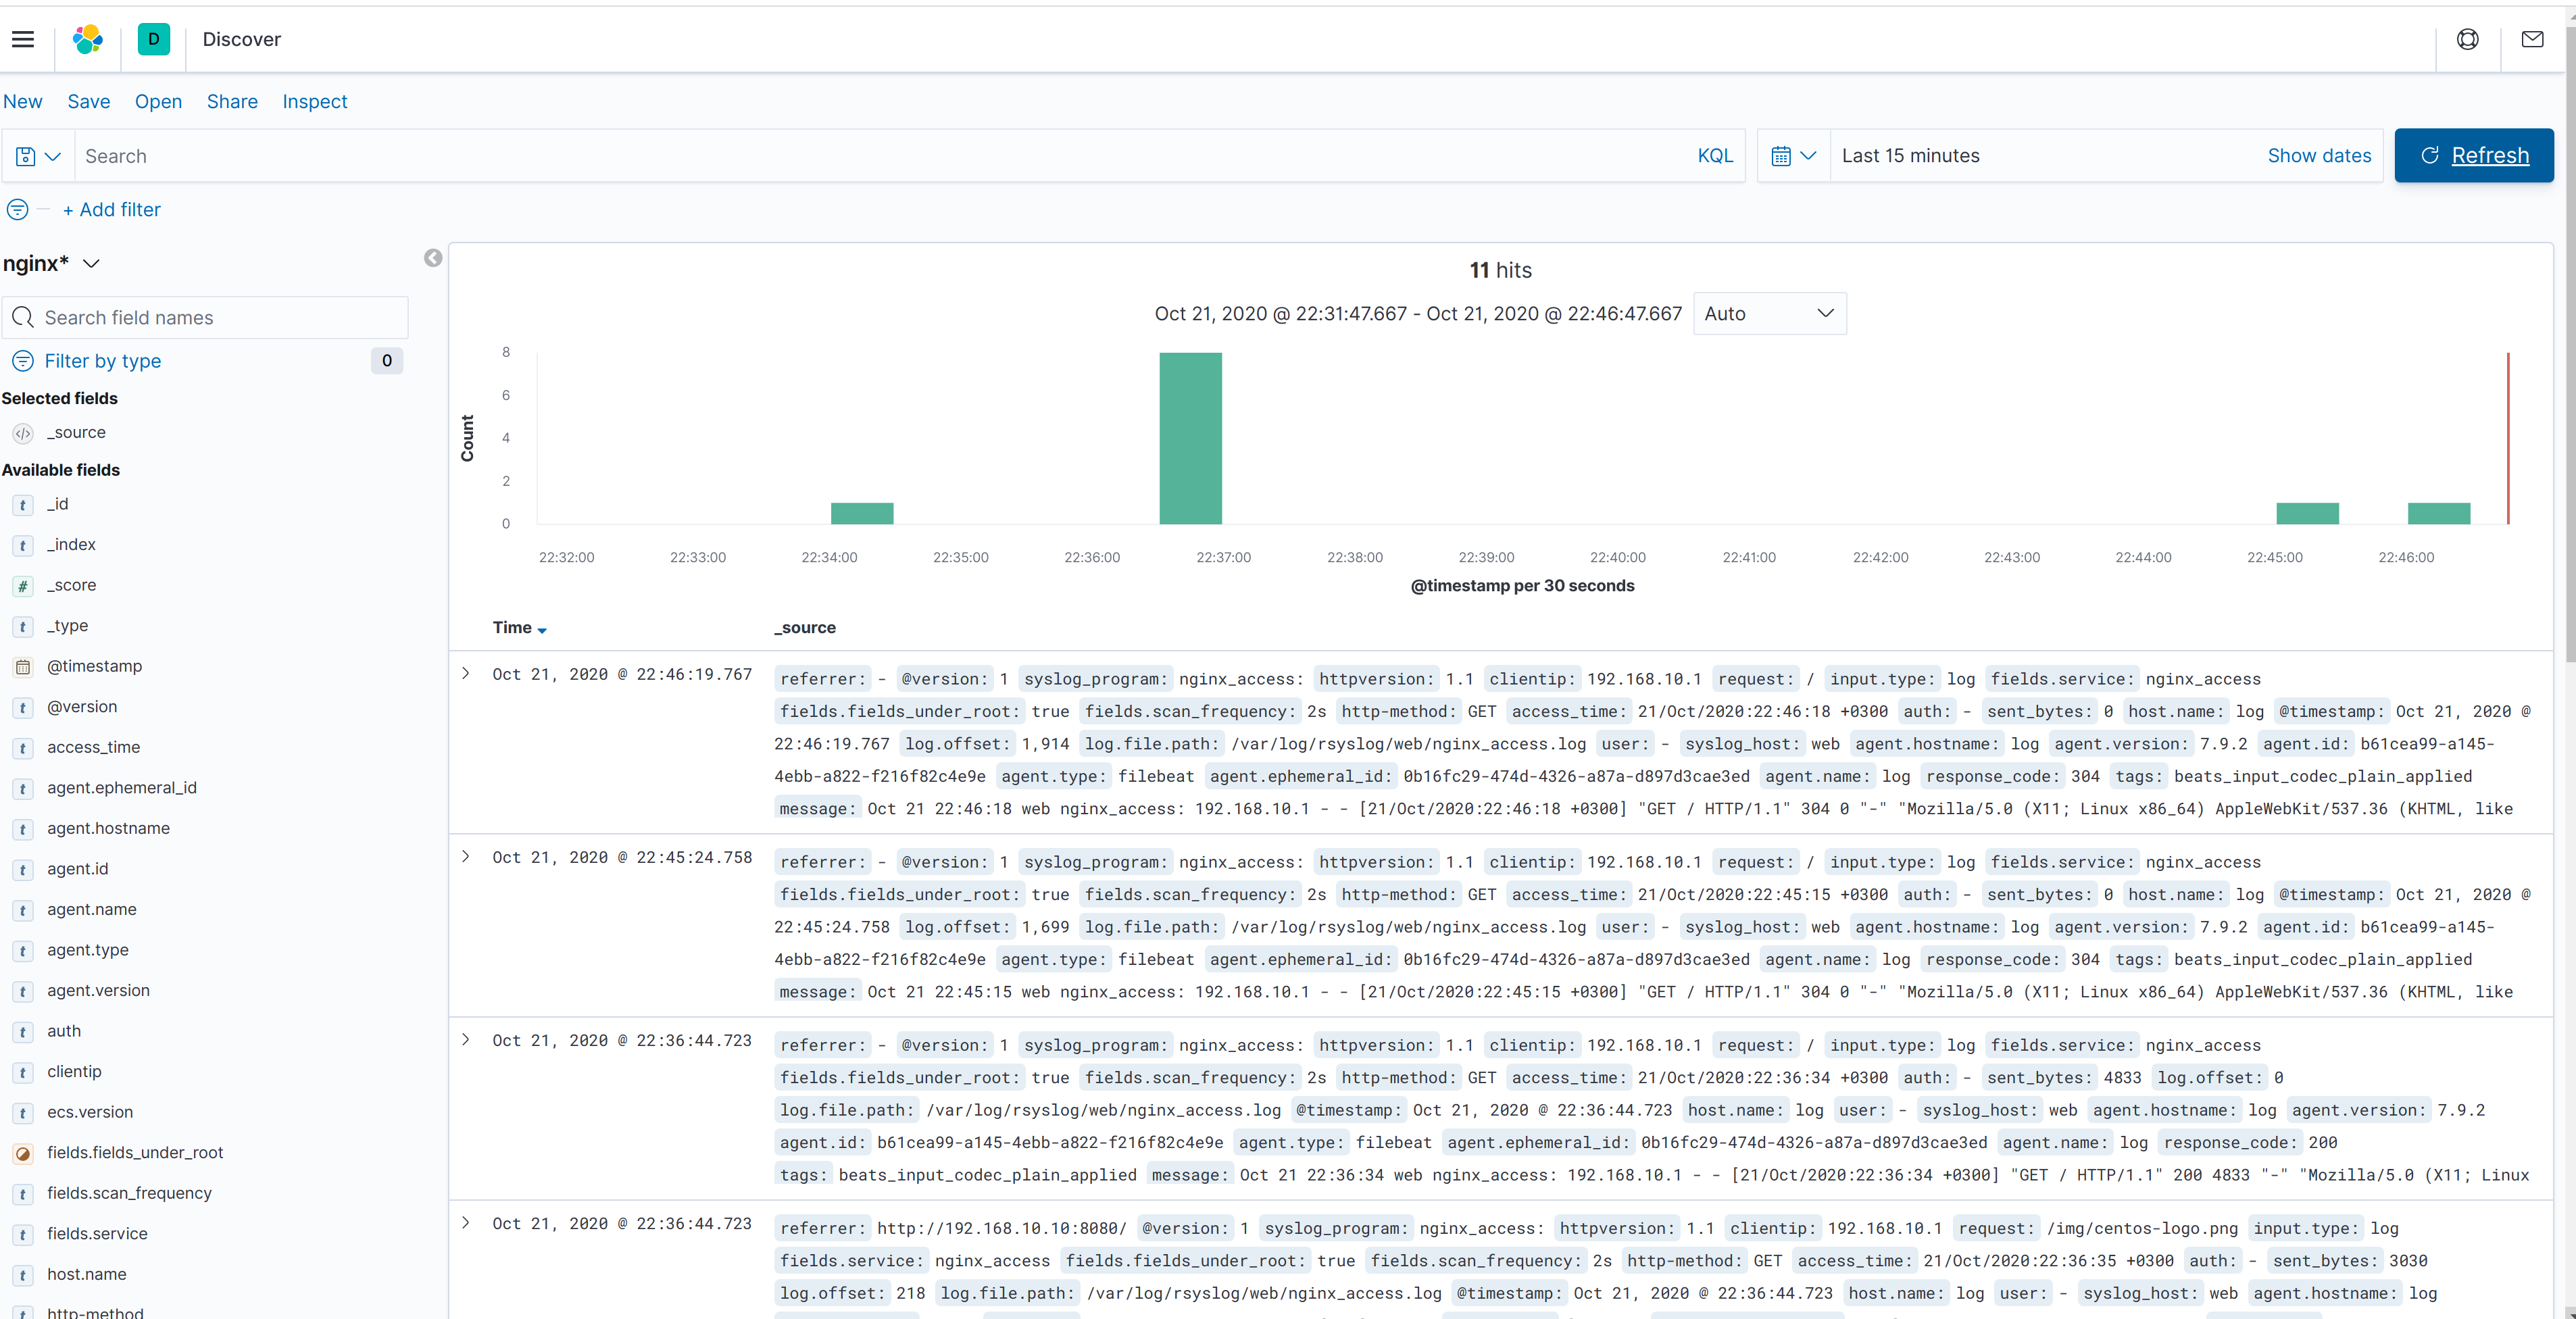 D Discover
New Save Open Share Inspect
Search KQL Last 15 minutes Show dates Refresh
+ Add filter
nginx*
Search field names
Filter by type 0
Selected fields
_source
Available fields
_id
_index
_score
_type
@timestamp
@version
access_time
agent.ephemeral_id
agent.hostname
agent.id
agent.name
agent.type
agent.version
auth
clientip
ecs.version
fields.fields_under_root
fields.scan_frequency
fields.service
host.name
http-method
11 hits
Oct 21, 2020 @ 22:31:47.667 - Oct 21, 2020 @ 22:46:47.667 Auto
Count
8
6
4
2
0
22:32:00 22:33:00 22:34:00 22:35:00 22:36:00 22:37:00 22:38:00 22:39:00 22:40:00 22:41:00 22:42:00 22:43:00 22:44:00 22:45:00 22:46:00
@timestamp per 30 seconds
Time _source
Oct 21, 2020 @ 22:46:19.767 referrer: - @version: 1 syslog_program: nginx_access: httpversion: 1.1 clientip: 192.168.10.1 request: / input.type: log fields.service: nginx_access
fields.fields_under_root: true fields.scan_frequency: 2s http-method: GET access_time: 21/Oct/2020:22:46:18 +0300 auth: - sent_bytes: 0 host.name: log @timestamp: Oct 21, 2020 @
22:46:19.767 log.offset: 1,914 log.file.path: /var/log/rsyslog/web/nginx_access.log user: - syslog_host: web agent.hostname: log agent.version: 7.9.2 agent.id: b61cea99-a145-
4ebb-a822-f216f82c4e9e agent.type: filebeat agent.ephemeral_id: 0b16fc29-474d-4326-a87a-d897d3cae3ed agent.name: log response_code: 304 tags: beats_input_codec_plain_applied
message: Oct 21 22:46:18 web nginx_access: 192.168.10.1 - - [21/Oct/2020:22:46:18 +0300] "GET / HTTP/1.1" 304 0 "-" "Mozilla/5.0 (X11; Linux x86_64) AppleWebKit/537.36 (KHTML, like
Oct 21, 2020 @ 22:45:24.758 referrer: - @version: 1 syslog_program: nginx_access: httpversion: 1.1 clientip: 192.168.10.1 request: / input.type: log fields.service: nginx_access
fields.fields_under_root: true fields.scan_frequency: 2s http-method: GET access_time: 21/Oct/2020:22:45:15 +0300 auth: - sent_bytes: 0 host.name: log @timestamp: Oct 21, 2020 @
22:45:24.758 log.offset: 1,699 log.file.path: /var/log/rsyslog/web/nginx_access.log user: - syslog_host: web agent.hostname: log agent.version: 7.9.2 agent.id: b61cea99-a145-
4ebb-a822-f216f82c4e9e agent.type: filebeat agent.ephemeral_id: 0b16fc29-474d-4326-a87a-d897d3cae3ed agent.name: log response_code: 304 tags: beats_input_codec_plain_applied
message: Oct 21 22:45:15 web nginx_access: 192.168.10.1 - - [21/Oct/2020:22:45:15 +0300] "GET / HTTP/1.1" 304 0 "-" "Mozilla/5.0 (X11; Linux x86_64) AppleWebKit/537.36 (KHTML, like
Oct 21, 2020 @ 22:36:44.723 referrer: - @version: 1 syslog_program: nginx_access: httpversion: 1.1 clientip: 192.168.10.1 request: / input.type: log fields.service: nginx_access
fields.fields_under_root: true fields.scan_frequency: 2s http-method: GET access_time: 21/Oct/2020:22:36:34 +0300 auth: - sent_bytes: 4833 log.offset: 0
log.file.path: /var/log/rsyslog/web/nginx_access.log @timestamp: Oct 21, 2020 @ 22:36:44.723 host.name: log user: - syslog_host: web agent.hostname: log agent.version: 7.9.2
agent.id: b61cea99-a145-4ebb-a822-f216f82c4e9e agent.type: filebeat agent.ephemeral_id: 0b16fc29-474d-4326-a87a-d897d3cae3ed agent.name: log response_code: 200
tags: beats_input_codec_plain_applied message: Oct 21 22:36:34 web nginx_access: 192.168.10.1 - - [21/Oct/2020:22:36:34 +0300] "GET / HTTP/1.1" 200 4833 "-" "Mozilla/5.0 (X11; Linux
Oct 21, 2020 @ 22:36:44.723 referrer: http://192.168.10.10:8080/ @version: 1 syslog_program: nginx_access: httpversion: 1.1 clientip: 192.168.10.1 request: /img/centos-logo.png input.type: log
fields.service: nginx_access fields.fields_under_root: true fields.scan_frequency: 2s http-method: GET access_time: 21/Oct/2020:22:36:35 +0300 auth: - sent_bytes: 3030
log.offset: 218 log.file.path: /var/log/rsyslog/web/nginx_access.log @timestamp: Oct 21, 2020 @ 22:36:44.723 host.name: log user: - syslog_host: web agent.hostname: log